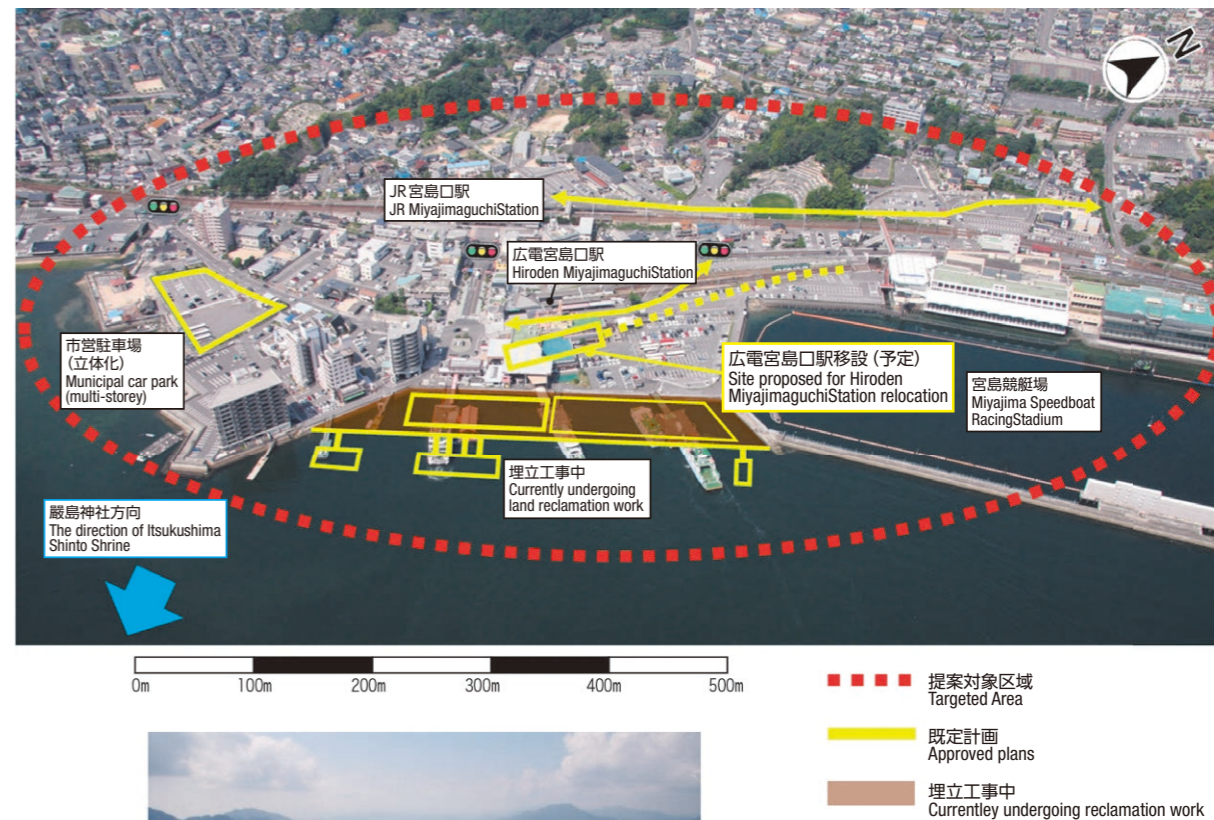 N
JR宮島口駅
JR MiyajimaguchiStation
広電宮島口駅
Hiroden MiyajimaguchiStation
市営駐車場
(立体化)
Municipal car park
(multi-storey)
広電宮島口駅移設(予定)
Site proposed for Hiroden
MiyajimaguchiStation relocation
宮島競艇場
Miyajima Speedboat
RacingStadium
埋立工事中
Currently undergoing
land reclamation work
嚴島神社方向
The direction of Itsukushima
Shinto Shrine
0m 100m 200m 300m 400m 500m
提案対象区域
Targeted Area
既定計画
Approved plans
埋立工事中
Currentley undergoing reclamation work